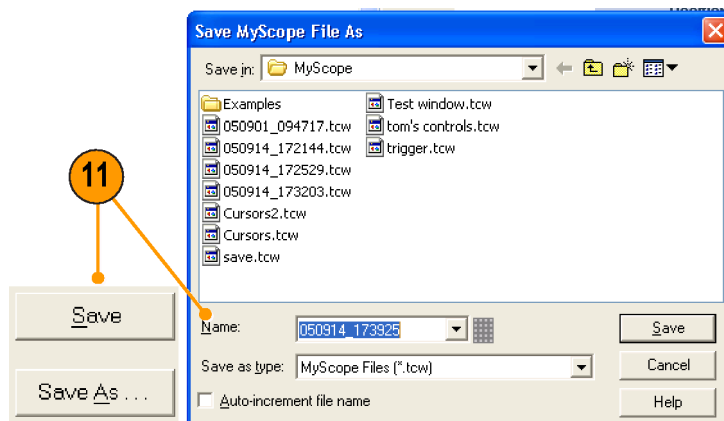 Save MyScope File As
Save in: MyScope
Examples
050901_094717.tcw
050914_172144.tcw
050914_172529.tcw
050914_173203.tcw
Cursors2.tcw
Cursors.tcw
save.tcw
Test window.tcw
tom's controls.tcw
trigger.tcw
11
Save
Save As . . .
Name: 050914_173925
Save
Save as type: MyScope Files (*.tcw)
Cancel
Auto-increment file name
Help